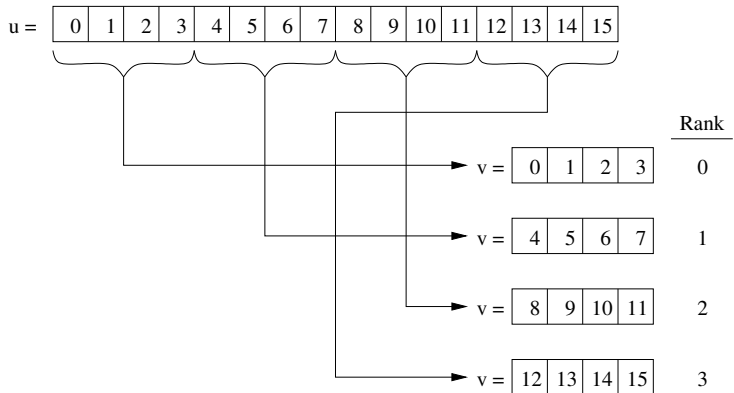 u = 0 1 2 3 4 5 6 7 8 9 10 11 12 13 14 15
Rank
v = 0 1 2 3 0
v = 4 5 6 7 1
v = 8 9 10 11 2
v = 12 13 14 15 3